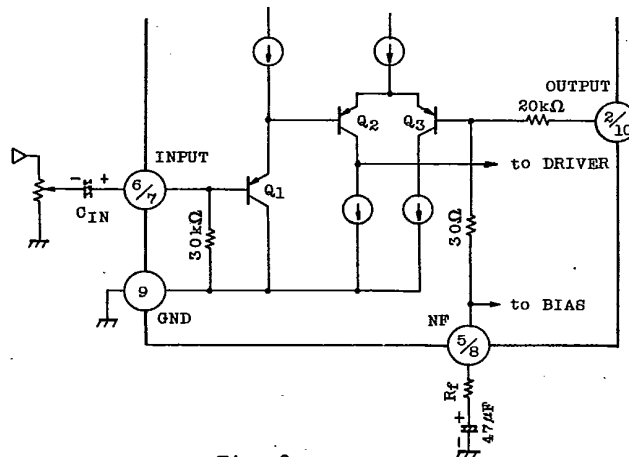 OUTPUT
20kΩ
2/10
Q2
Q3
INPUT
to DRIVER
6/7
Q1
- +
CIN
30kΩ
30Ω
9
to BIAS
GND
NF
5/8
Rf
+
47μF
-